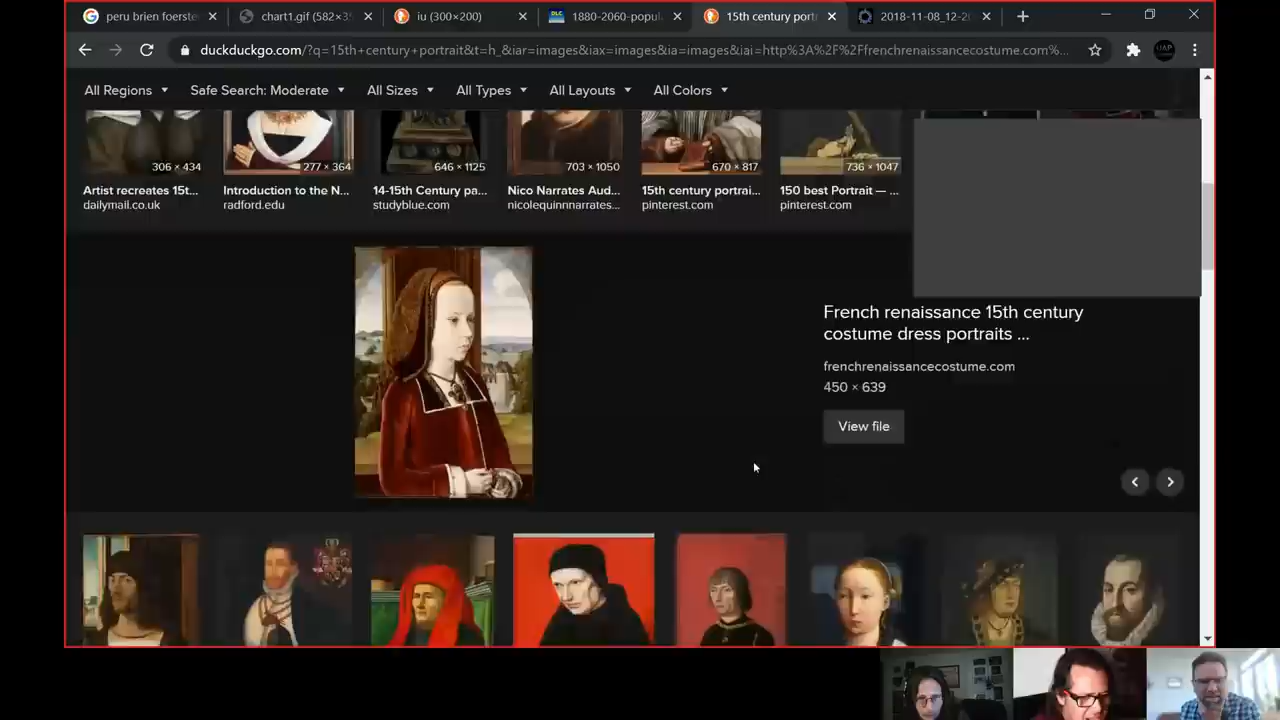 peru brien foerste
chart1.gif (582×35
iu (300×200)
DLC
1880-2060-popul
15th century port
2018-11-08_12-2
duckduckgo.com/?q=15th+century+portrait&t=h_&iar=images&iax=images&ia=images&iai=http%3A%2F%2Ffrenchrenaissancecostume.com%...
UAP
All Regions
Safe Search: Moderate
All Sizes
All Types
All Layouts
All Colors
306 × 434
277 × 364
646 × 1125
703 × 1050
670 × 817
736 × 1047
Artist recreates 15t...
Introduction to the N...
14-15th Century pa...
Nico Narrates Aud...
15th century portrai...
150 best Portrait — ...
dailymail.co.uk
radford.edu
studyblue.com
nicolequinnnarrates...
pinterest.com
pinterest.com
French renaissance 15th century
costume dress portraits ...
frenchrenaissancecostume.com
450 × 639
View file